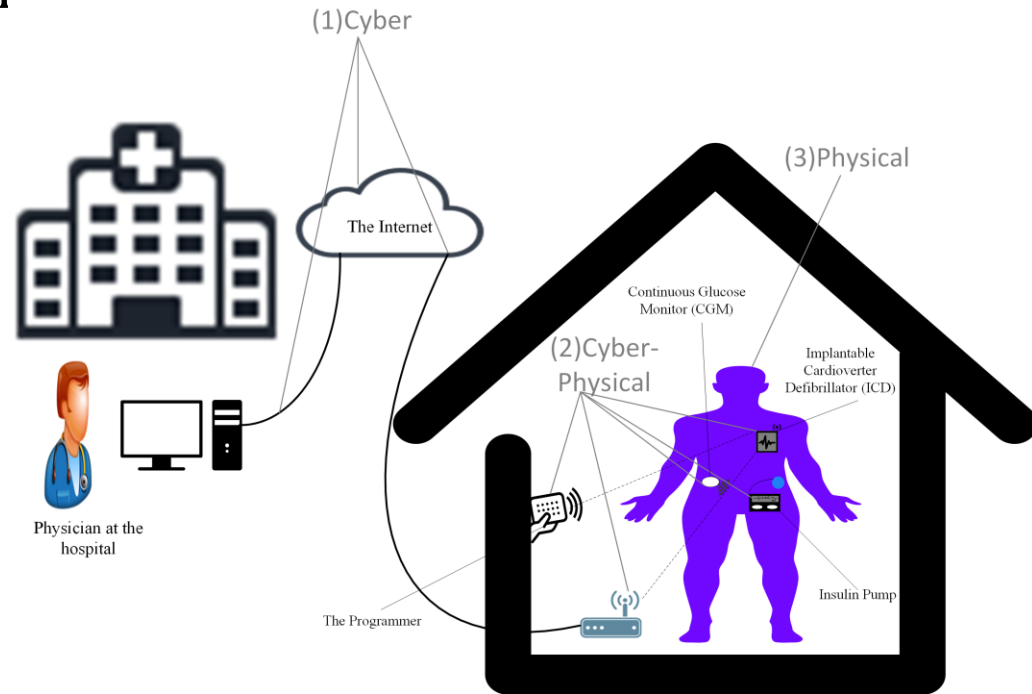 (1)Cyber
The Internet
(3)Physical
Continuous Glucose
Monitor (CGM)
(2)Cyber-
Physical
Implantable
Cardioverter
Defibrillator (ICD)
Physician at the
hospital
The Programmer
Insulin Pump